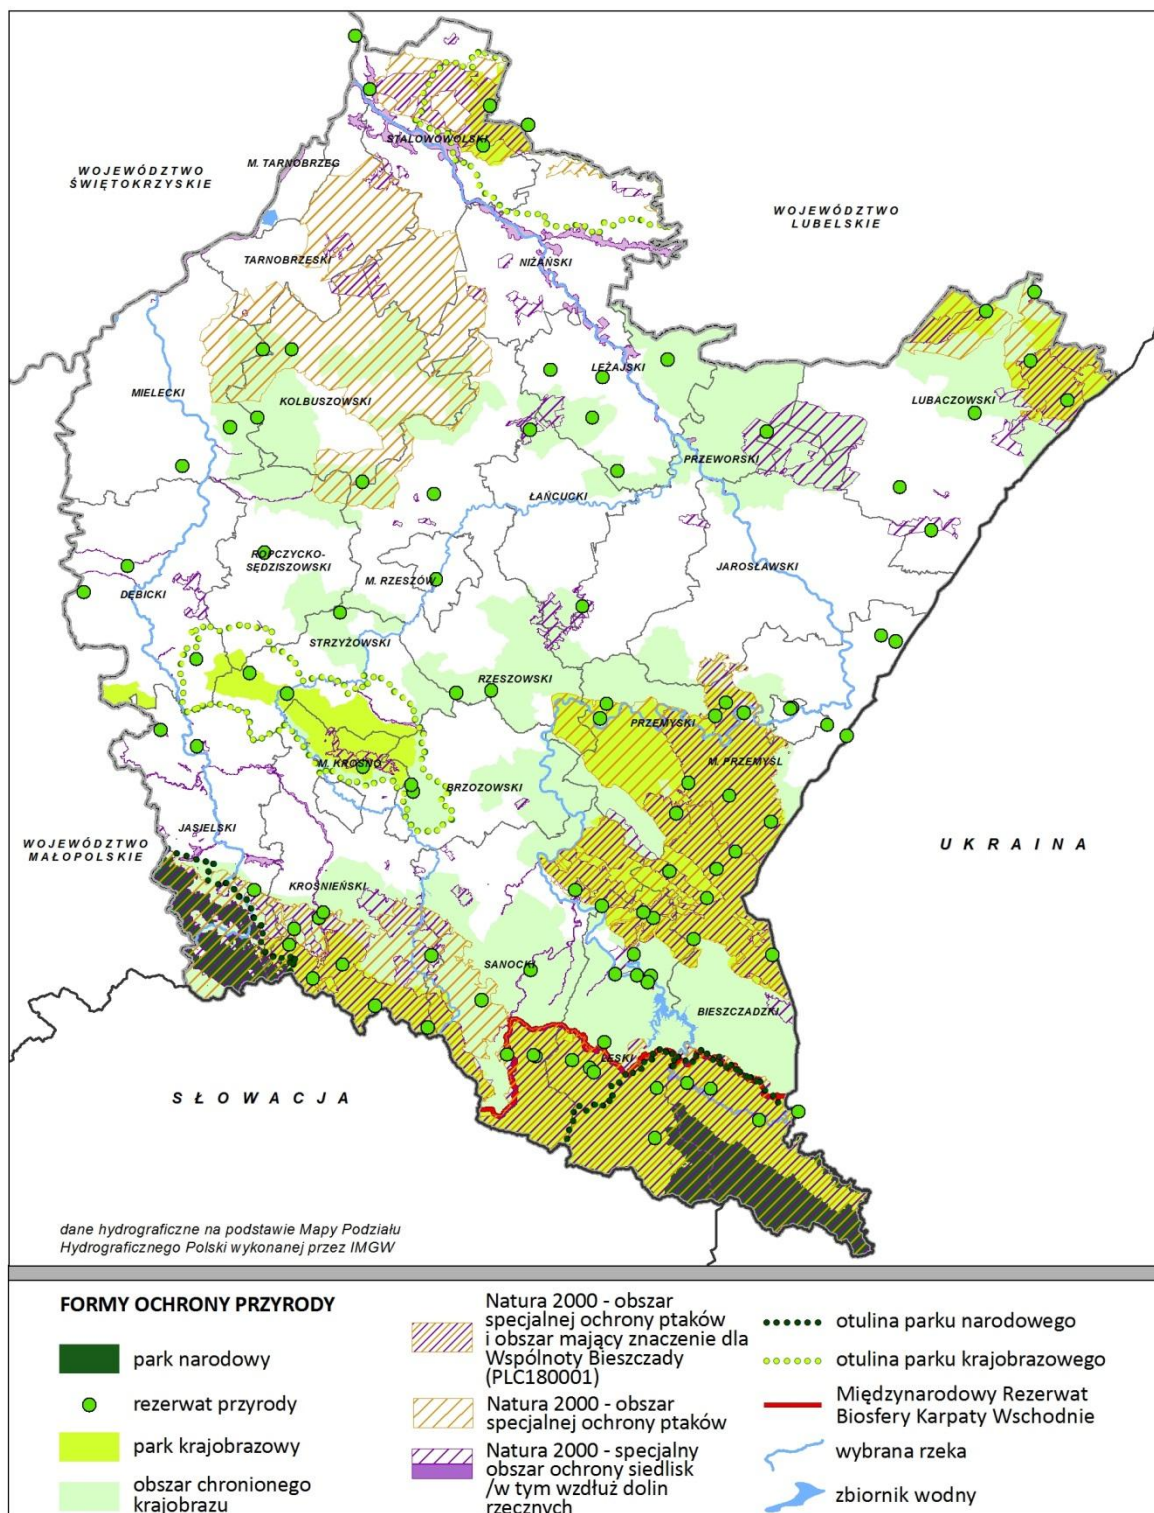 WOJEWÓDZTWO
ŚWIĘTOKRZYSKIE
M. TARNOBRZEG
STALOWOWOLSKI
WOJEWÓDZTWO
LUBELSKIE
TARNOBRZESKI
NIŻAŃSKI
MIELECKI
KOLBUSZOWSKI
LEŻAJSKI
LUBACZOWSKI
PRZEWORSKI
ŁAŃCUCKI
ROPCZYCKO-
SĘDZISZOWSKI
M. RZESZÓW
JAROSŁAWSKI
DĘBICKI
STRZYŻOWSKI
RZESZOWSKI
PRZEMYSKI
M. KROSNO
M. PRZEMYŚL
BRZOZOWSKI
JASIELSKI
WOJEWÓDZTWO
MAŁOPOLSKIE
UKRAINA
KROŚNIEŃSKI
SANOCKI
BIESZCZADZKI
LESKI
SŁOWACJA
dane hydrograficzne na podstawie Mapy Podziału
Hydrograficznego Polski wykonanej przez IMGW
FORMY OCHRONY PRZYRODY
park narodowy
rezerwat przyrody
park krajobrazowy
obszar chronionego
krajobrazu
Natura 2000 - obszar
specjalnej ochrony ptaków
i obszar mający znaczenie dla
Wspólnoty Bieszczady
(PLC180001)
Natura 2000 - obszar
specjalnej ochrony ptaków
Natura 2000 - specjalny
obszar ochrony siedlisk
/w tym wzdłuż dolin
rzecznych
otulina parku narodowego
otulina parku krajobrazowego
Międzynarodowy Rezerwat
Biosfery Karpaty Wschodnie
wybrana rzeka
zbiornik wodny